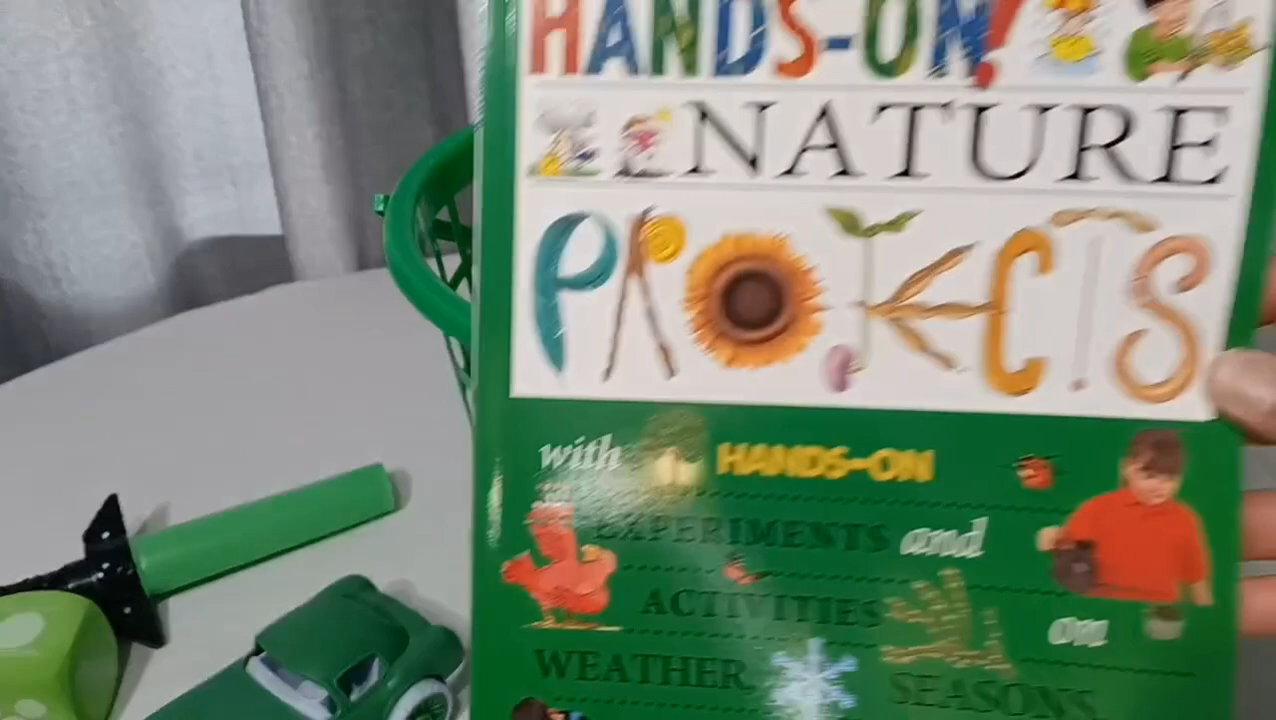 HANDS-ON!
NATURE
PROJECTS
with HANDS-ON
EXPERIMENTS and
ACTIVITIES on
WEATHER, SEASONS